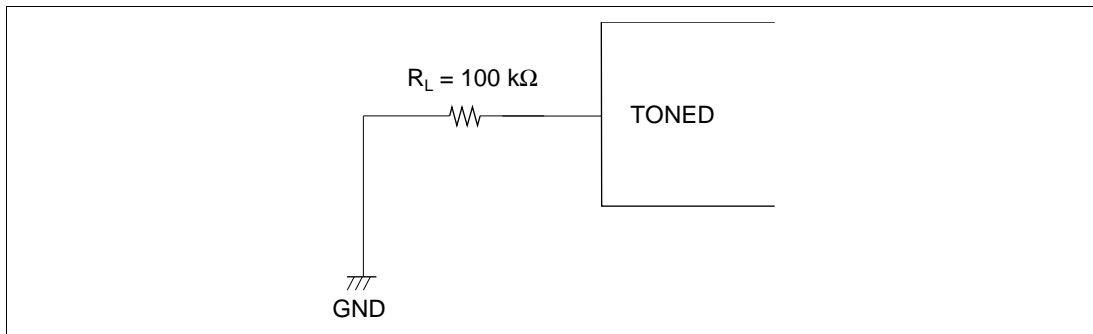 R_L = 100 kΩ
TONED
GND